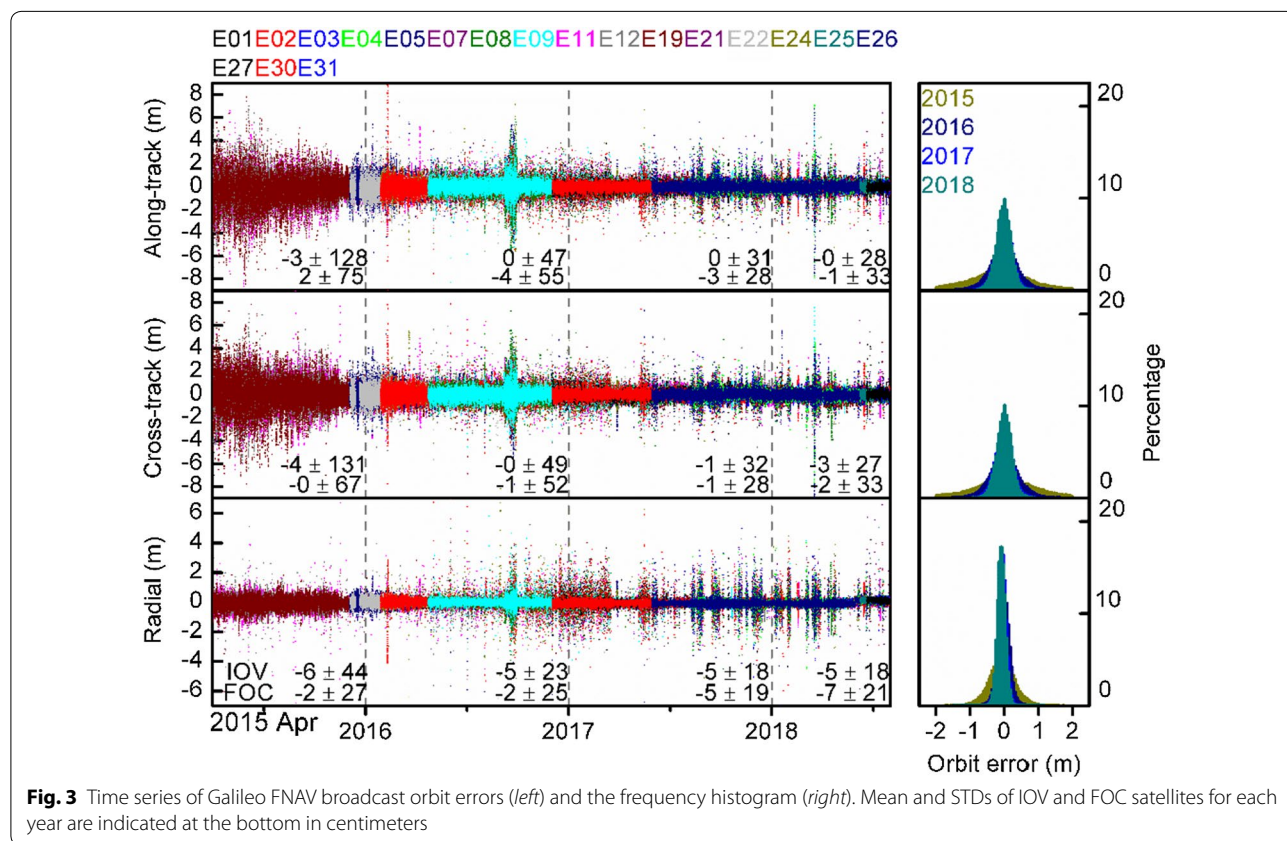 E01E02E03E04E05E07E08E09E11E12E19E21E22E24E25E26
E27E30E31
Along-track (m)
8
6
4
2
0
-2
-4
-6
-8
-3 ± 128 0 ± 47 0 ± 31 -0 ± 28
2 ± 75 -4 ± 55 -3 ± 28 -1 ± 33
Cross-track (m)
8
6
4
2
0
-2
-4
-6
-8
-4 ± 131 -0 ± 49 -1 ± 32 -3 ± 27
-0 ± 67 -1 ± 52 -1 ± 28 -2 ± 33
Radial (m)
6
4
2
0
-2
-4
-6
IOV -6 ± 44 -5 ± 23 -5 ± 18 -5 ± 18
FOC -2 ± 27 -2 ± 25 -5 ± 19 -7 ± 21
2015 Apr 2016 2017 2018
2015
2016
2017
2018
20
10
0
20
10
0
20
10
0
Percentage
-2 -1 0 1 2
Orbit error (m)
Fig. 3 Time series of Galileo FNAV broadcast orbit errors (left) and the frequency histogram (right). Mean and STDs of IOV and FOC satellites for each
year are indicated at the bottom in centimeters